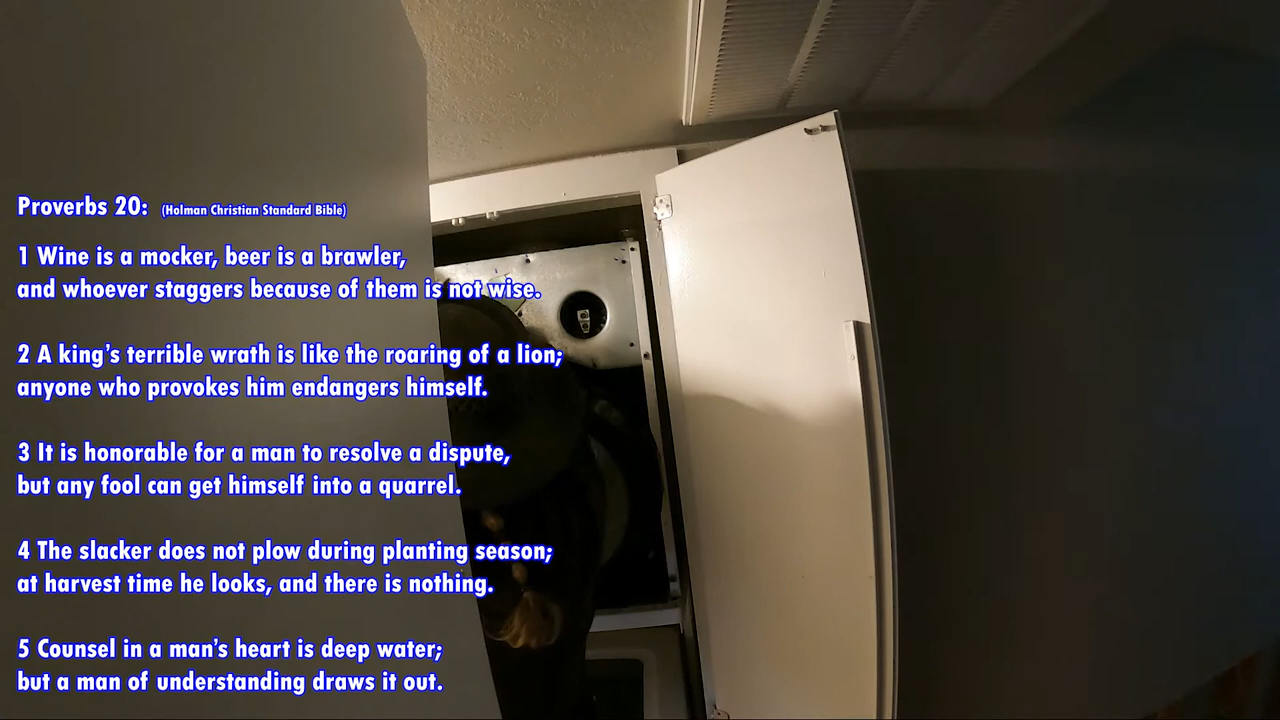 Proverbs 20: (Holman Christian Standard Bible)
1 Wine is a mocker, beer is a brawler,
and whoever staggers because of them is not wise.
2 A king's terrible wrath is like the roaring of a lion;
anyone who provokes him endangers himself.
3 It is honorable for a man to resolve a dispute,
but any fool can get himself into a quarrel.
4 The slacker does not plow during planting season;
at harvest time he looks, and there is nothing.
5 Counsel in a man's heart is deep water;
but a man of understanding draws it out.